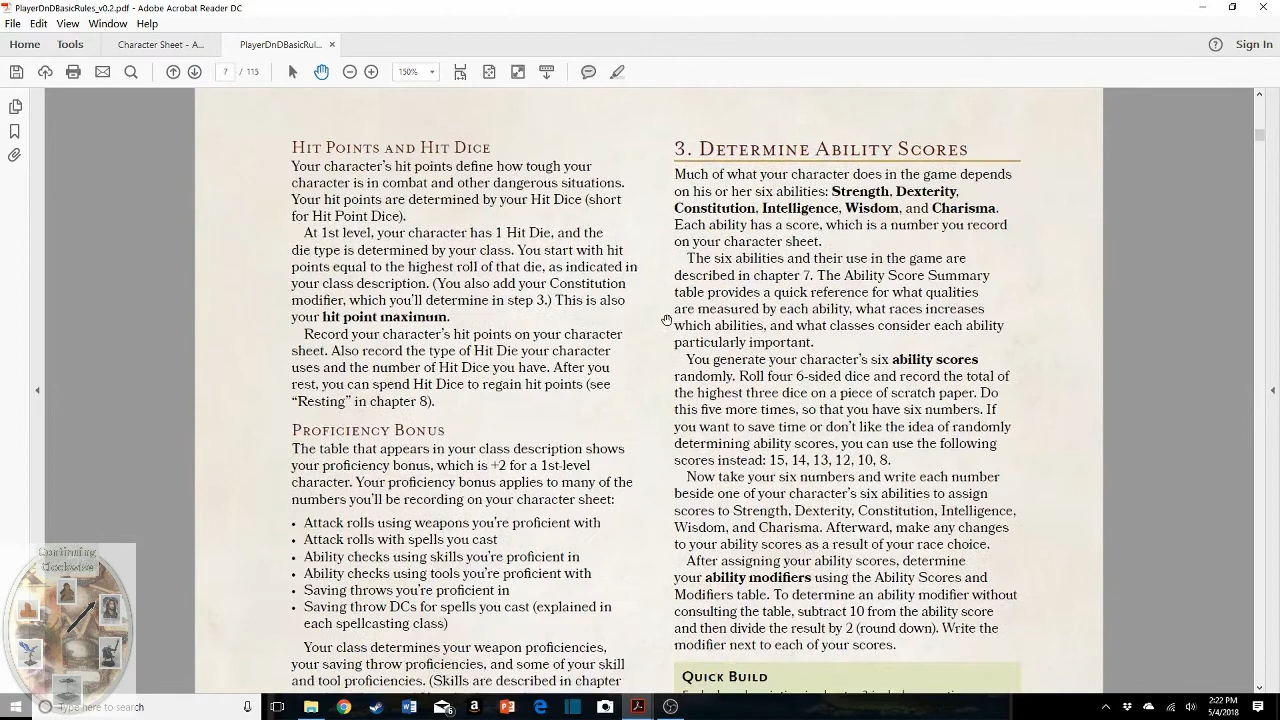 PlayerDnDBasicRules_v0.2.pdf - Adobe Acrobat Reader DC
File Edit View Window Help
Home Tools Character Sheet - A... PlayerDnDBasicRul... × Sign In
7 / 115 150%
HIT POINTS AND HIT DICE
Your character's hit points define how tough your
character is in combat and other dangerous situations.
Your hit points are determined by your Hit Dice (short
for Hit Point Dice).
At 1st level, your character has 1 Hit Die, and the
die type is determined by your class. You start with hit
points equal to the highest roll of that die, as indicated in
your class description. (You also add your Constitution
modifier, which you'll determine in step 3.) This is also
your hit point maximum.
Record your character's hit points on your character
sheet. Also record the type of Hit Die your character
uses and the number of Hit Dice you have. After you
rest, you can spend Hit Dice to regain hit points (see
“Resting” in chapter 8).
PROFICIENCY BONUS
The table that appears in your class description shows
your proficiency bonus, which is +2 for a 1st-level
character. Your proficiency bonus applies to many of the
numbers you'll be recording on your character sheet:
• Attack rolls using weapons you're proficient with
• Attack rolls with spells you cast
• Ability checks using skills you're proficient in
• Ability checks using tools you're proficient with
• Saving throws you're proficient in
• Saving throw DCs for spells you cast (explained in
each spellcasting class)
Your class determines your weapon proficiencies,
your saving throw proficiencies, and some of your skill
and tool proficiencies. (Skills are described in chapter
3. DETERMINE ABILITY SCORES
Much of what your character does in the game depends
on his or her six abilities: Strength, Dexterity,
Constitution, Intelligence, Wisdom, and Charisma.
Each ability has a score, which is a number you record
on your character sheet.
The six abilities and their use in the game are
described in chapter 7. The Ability Score Summary
table provides a quick reference for what qualities
are measured by each ability, what races increases
which abilities, and what classes consider each ability
particularly important.
You generate your character's six ability scores
randomly. Roll four 6-sided dice and record the total of
the highest three dice on a piece of scratch paper. Do
this five more times, so that you have six numbers. If
you want to save time or don't like the idea of randomly
determining ability scores, you can use the following
scores instead: 15, 14, 13, 12, 10, 8.
Now take your six numbers and write each number
beside one of your character's six abilities to assign
scores to Strength, Dexterity, Constitution, Intelligence,
Wisdom, and Charisma. Afterward, make any changes
to your ability scores as a result of your race choice.
After assigning your ability scores, determine
your ability modifiers using the Ability Scores and
Modifiers table. To determine an ability modifier without
consulting the table, subtract 10 from the ability score
and then divide the result by 2 (round down). Write the
modifier next to each of your scores.
QUICK BUILD
Continuing
Clockwise
Type here to search
2:22 PM
5/4/2018